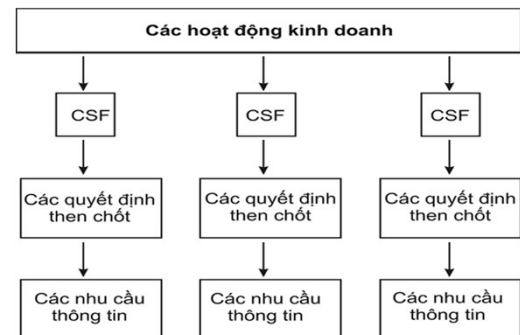 Các hoạt động kinh doanh
CSF
CSF
CSF
Các quyết định
then chốt
Các quyết định
then chốt
Các quyết định
then chốt
Các nhu cầu
thông tin
Các nhu cầu
thông tin
Các nhu cầu
thông tin